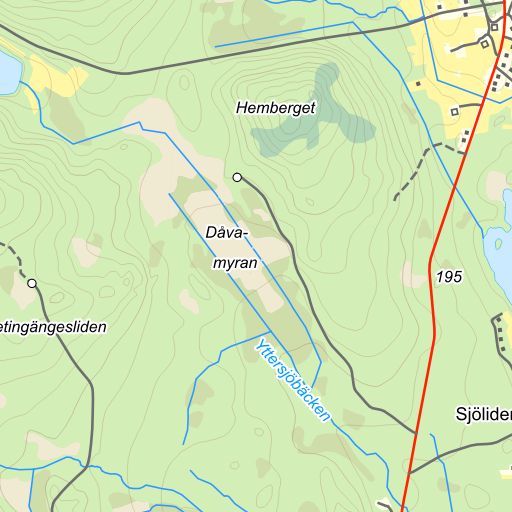 Hemberget
Dåva-
myran
195
etingängesliden
Yttersjöbäcken
Sjöliden